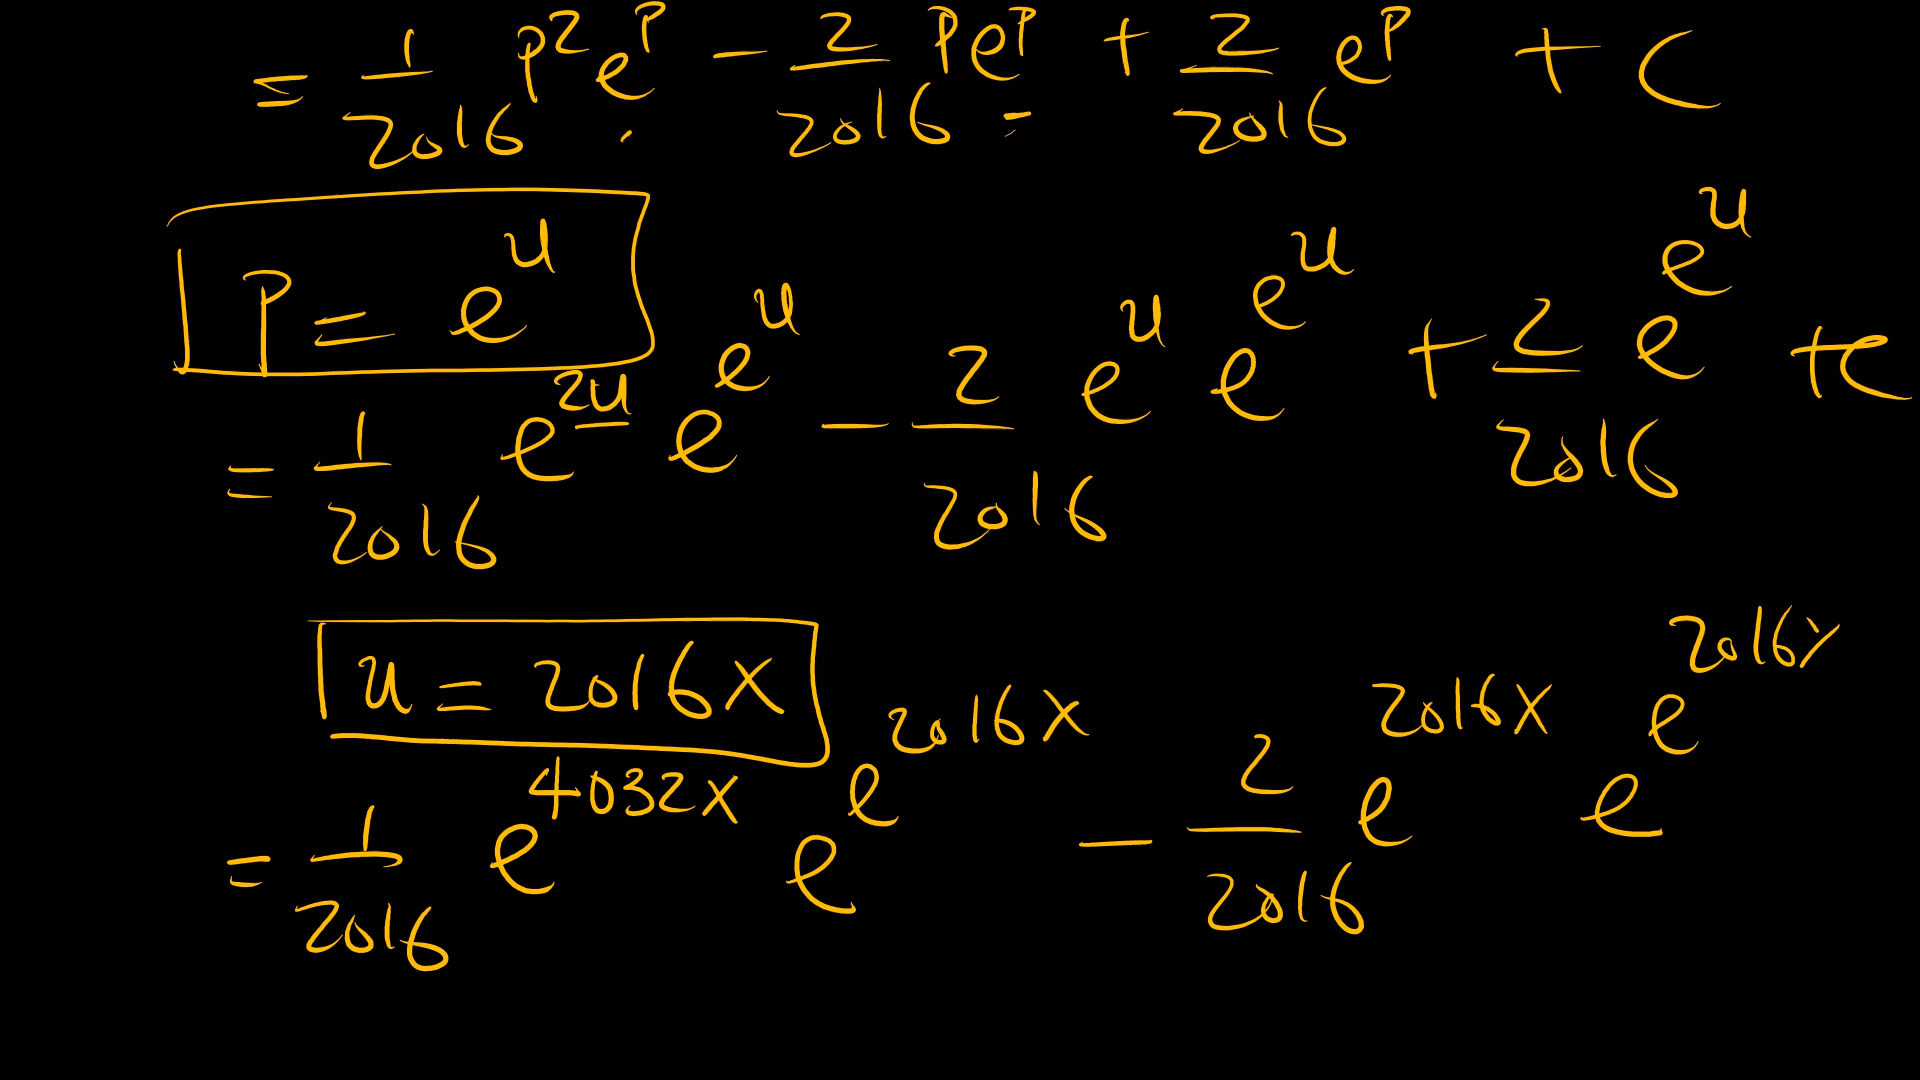 = 1/2016 P²e^P - 2/2016 Pe^P + 2/2016 e^P + C
P = e^u
= 1/2016 e^(2u) e^(e^u) - 2/2016 e^u e^(e^u) + 2/2016 e^(e^u) + C
u = 2016X
= 1/2016 e^(4032X) e^(e^(2016X)) - 2/2016 e^(2016X) e^(e^(2016X))